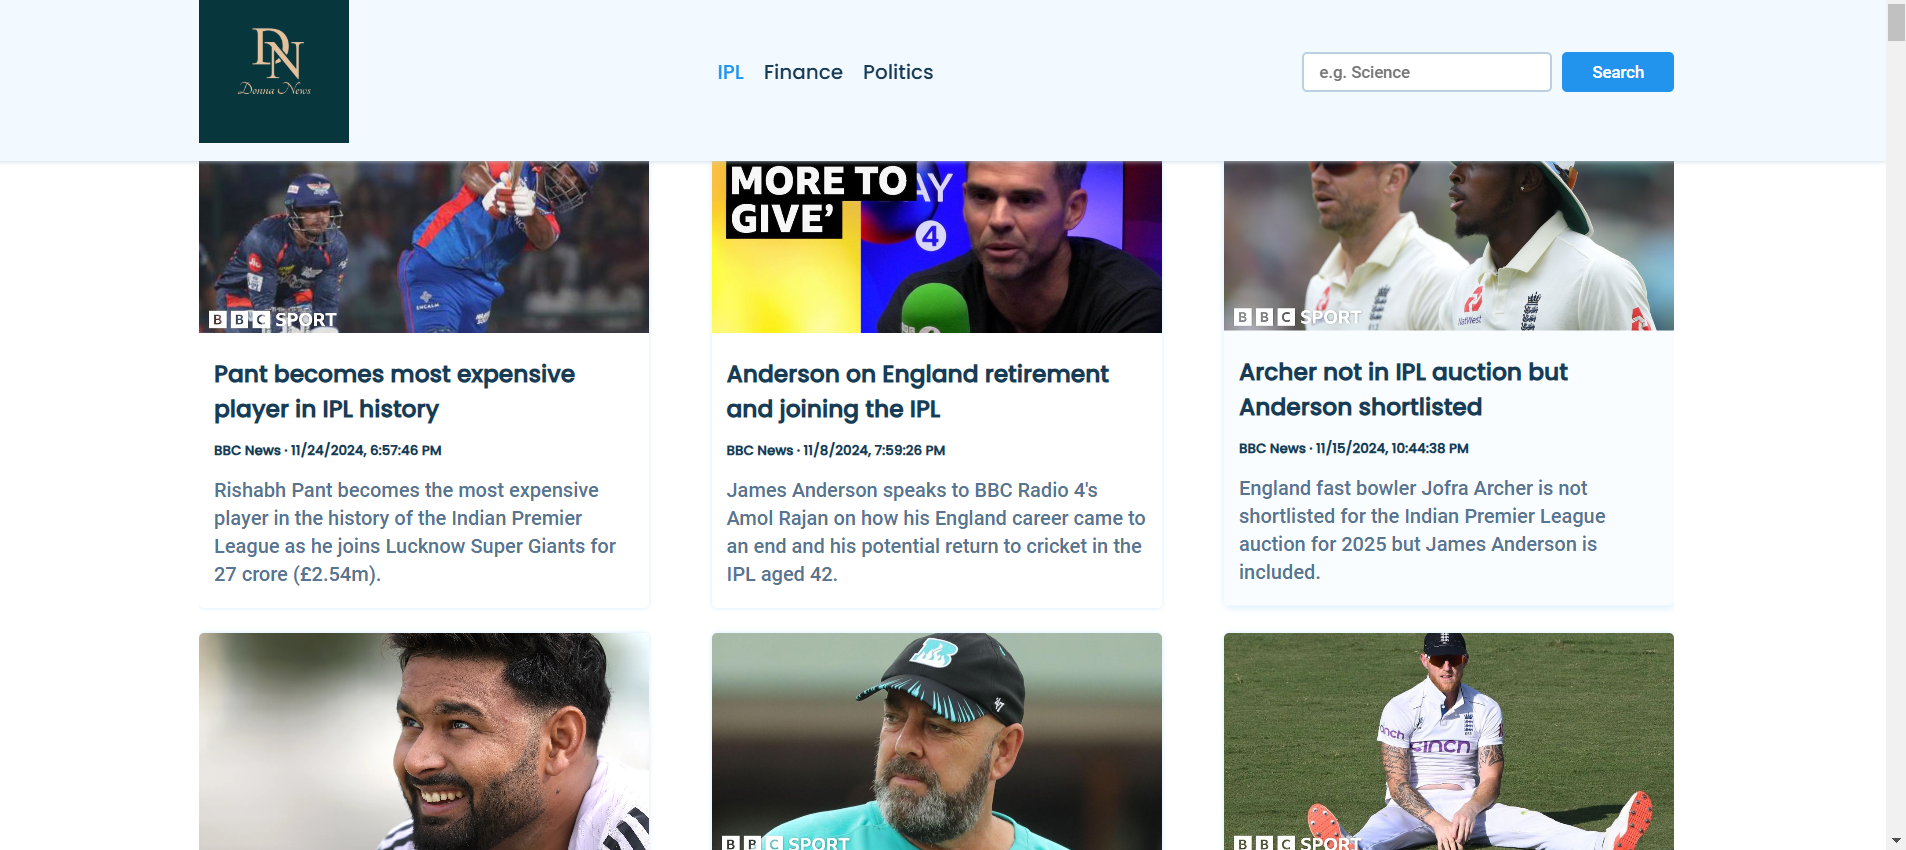 DN
Donna News
IPL Finance Politics
e.g. Science
Search
MORE TO
GIVE’
AY
4
JIO
ENCALM
BBC SPORT
Pant becomes most expensive
player in IPL history
BBC News · 11/24/2024, 6:57:46 PM
Rishabh Pant becomes the most expensive
player in the history of the Indian Premier
League as he joins Lucknow Super Giants for
27 crore (£2.54m).
Anderson on England retirement
and joining the IPL
BBC News · 11/8/2024, 7:59:26 PM
James Anderson speaks to BBC Radio 4's
Amol Rajan on how his England career came to
an end and his potential return to cricket in the
IPL aged 42.
NatWest
BBC SPORT
Archer not in IPL auction but
Anderson shortlisted
BBC News · 11/15/2024, 10:44:38 PM
England fast bowler Jofra Archer is not
shortlisted for the Indian Premier League
auction for 2025 but James Anderson is
included.
B
47
BBC SPORT
cinch
BBC SPORT